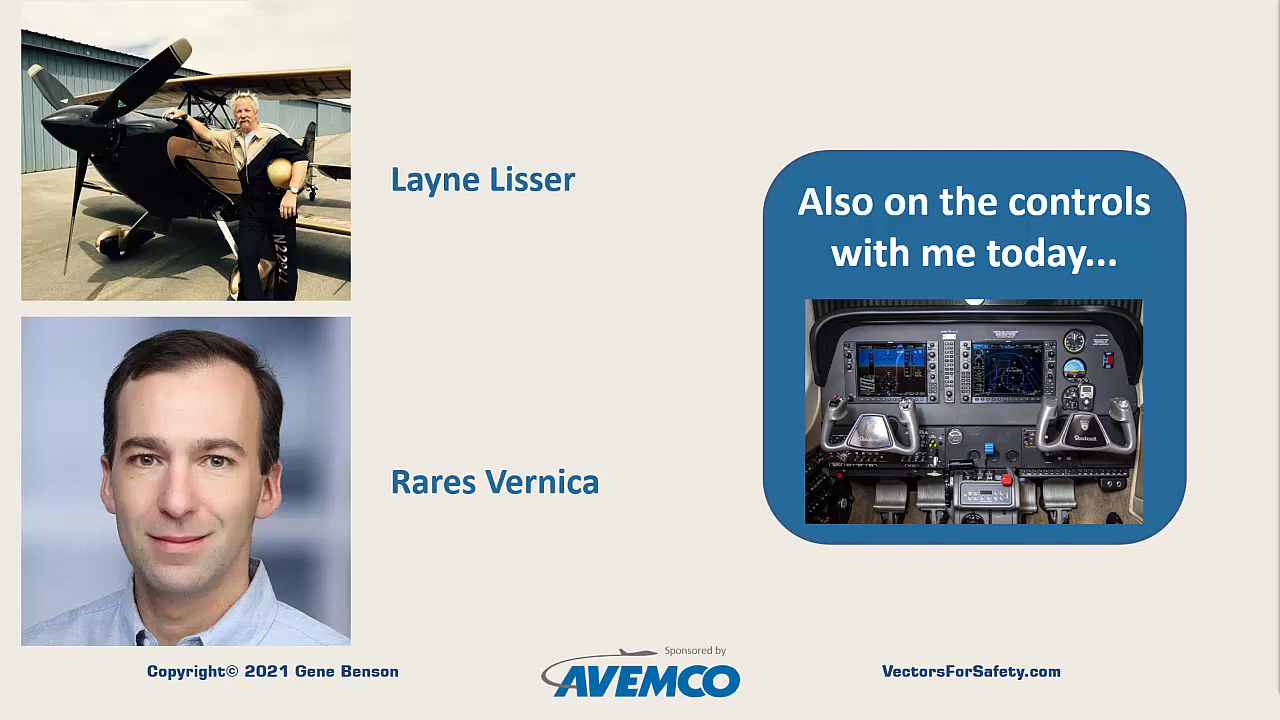 Layne Lisser
Also on the controls
with me today...
N22LL
Rares Vernica
Copyright© 2021 Gene Benson
Sponsored by
AVEMCO
VectorsForSafety.com